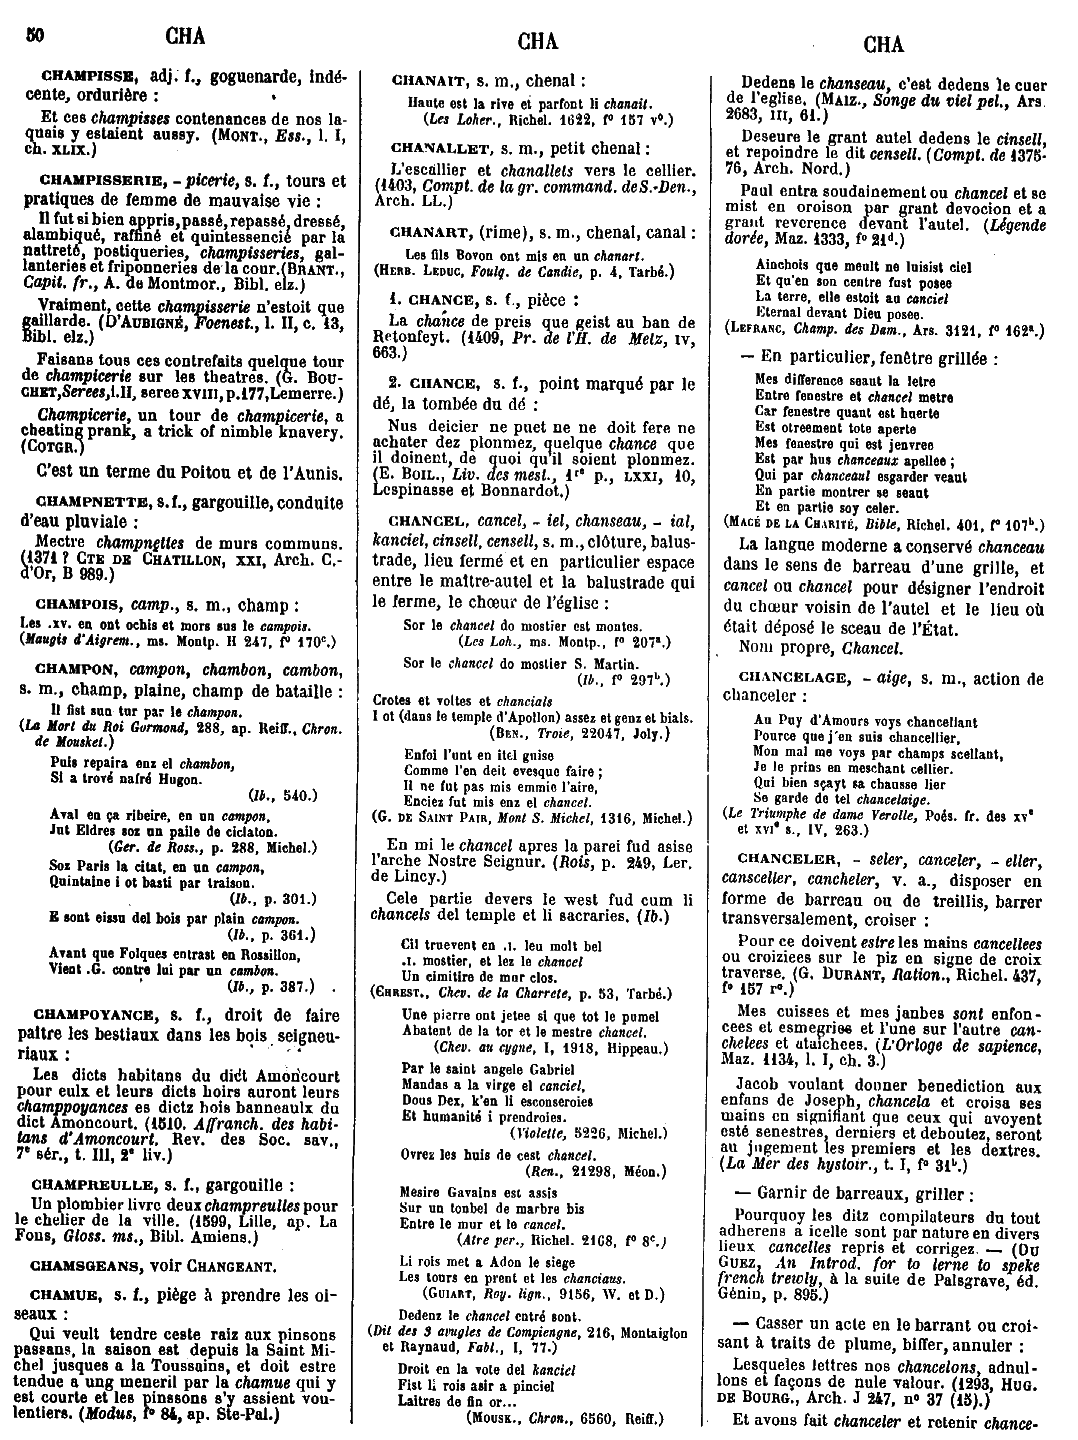 50 CHA
CHAMPISSE, adj. f., goguenarde, indé-
cente, ordurière :
Et ces champisses contenances de nos la-
quais y estaient aussy. (MONT., Ess., l. I,
ch. XLIX.)
CHAMPISSERIE, - picerie, s. f., tours et
pratiques de femme de mauvaise vie :
Il fut si bien appris, passé, repassé, dressé,
alambiqué, raffiné et quintessencié par la
nattreté, postiqueries, champisseries, gal-
lanteries et friponneries de la cour. (BRANT.,
Capit. fr., A. de Montmor., Bibl. elz.)
Vraiment, cette champisserie n'estoit que
gaillarde. (D'AUBIGNÉ, Foenest., l. II, c. 13,
Bibl. elz.)
Faisans tous ces contrefaits quelque tour
de champicerie sur les theatres. (G. BOU-
CHET, Serees, l. II, seree XVIII, p. 177, Lemerre.)
Champicerie, un tour de champicerie, a
cheating prank, a trick of nimble knavery.
(COTGR.)
C'est un terme du Poitou et de l'Aunis.
CHAMPNETTE, s. f., gargouille, conduite
d'eau pluviale :
Mectre champnettes de murs communs.
(1371 ? CTE DE CHATILLON, XXI, Arch. C.-
d'Or, B 989.)
CHAMPOIS, camp., s. m., champ :
Les .xv. en ont ochis et mors sus le campois.
(Maugis d'Aigrem., ms. Montp. H 247, f° 170c.)
CHAMPON, campon, chambon, cambon,
s. m., champ, plaine, champ de bataille :
Il fist sun tur par le champon.
(La Mort du Roi Gormond, 288, ap. Reiff., Chron.
de Mousket.)
Puis repaira enz el chambon,
Si a trové nafré Hugon.
(Ib., 540.)
Aval en ça ribeire, en un campon,
Jut Eldres soz un paile de ciclaton.
(Ger. de Ross., p. 288, Michel.)
Soz Paris la citat, en un campon,
Quintaine i ot basti par traison.
(Ib., p. 301.)
E sont eissu del bois par plain campon.
(Ib., p. 361.)
Avant que Folques entrast en Rossillon,
Vient .G. contre lui par un cambon.
(Ib., p. 387.)
CHAMPOYANCE, s. f., droit de faire
paître les bestiaux dans les bois seigneu-
riaux :
Les dicts habitans du dict Amoncourt
pour eulx et leurs dicts hoirs auront leurs
champpoyances es dictz bois banneaulx du
dict Amoncourt. (1510. Affranch. des habi-
tans d'Amoncourt. Rev. des Soc. sav.,
7e sér., t. III, 2e liv.)
CHAMPREULLE, s. f., gargouille :
Un plombier livre deux champreulles pour
le chelier de la ville. (1599, Lille, ap. La
Fons, Gloss. ms., Bibl. Amiens.)
CHAMSGEANS, voir CHANGEANT.
CHAMUE, s. f., piège à prendre les oi-
seaux :
Qui veult tendre ceste raiz aux pinsons
passans, la saison est depuis la Saint Mi-
chel jusques a la Toussains, et doit estre
tendue a ung meneril par la chamue qui y
est courte et les pinssons s'y assient vou-
lentiers. (Modus, f° 84, ap. Ste-Pal.)
CHA
CHANAIT, s. m., chenal :
Haute est la rive et parfont li chanait.
(Les Loher., Richel. 1622, f° 157 v°.)
CHANALLET, s. m., petit chenal :
L'escallier et chanallets vers le cellier.
(1403, Compt. de la gr. command. de S.-Den.,
Arch. LL.)
CHANART, (rime), s. m., chenal, canal :
Les fils Bovon ont mis en un chanart.
(HERB. LEDUC, Foulq. de Candie, p. 4, Tarbé.)
1. CHANCE, s. f., pièce :
La chance de preis que geist au ban de
Retonfeyt. (1409, Pr. de l'H. de Metz, IV,
663.)
2. CHANCE, s. f., point marqué par le
dé, la tombée du dé :
Nus deicier ne puet ne ne doit fere ne
achater dez plonmez, quelque chance que
il doinent, de quoi qu'il soient plonmez.
(E. BOIL., Liv. des mest., 1re p., LXXI, 10,
Lespinasse et Bonnardot.)
CHANCEL, cancel, - iel, chanseau, - ial,
kanciel, cinsell, censell, s. m., clôture, balus-
trade, lieu fermé et en particulier espace
entre le maître-autel et la balustrade qui
le ferme, le chœur de l'église :
Sor le chancel do mostier est montes.
(Les Loh., ms. Montp., f° 207a.)
Sor le chancel do mostier S. Martin.
(Ib., f° 297b.)
Crotes et voltes et chancials
I ot (dans le temple d'Apollon) assez et genz et bials.
(BEN., Troie, 22047, Joly.)
Enfoi l'unt en itel guise
Comme l'en deit evesque faire ;
Il ne fut pas mis emmie l'aire,
Enciez fut mis enz el chancel.
(G. DE SAINT PAIR, Mont S. Michel, 1316, Michel.)
En mi le chancel apres la parei fud asise
l'arche Nostre Seignur. (Rois, p. 249, Ler.
de Lincy.)
Cele partie devers le west fud cum li
chancels del temple et li sacraries. (Ib.)
Cil truevent en .I. leu molt bel
.I. mostier, et lez le chancel
Un cimitire de mur clos.
(CHREST., Chev. de la Charrete, p. 53, Tarbé.)
Une pierre ont jetee si que tot le pumel
Abatent de la tor et le mestre chancel.
(Chev. au cygne, I, 1918, Hippeau.)
Par le saint angele Gabriel
Mandas a la virge el canciel,
Dous Dex, k'en li esconseroies
Et humanité i prendroies.
(Violette, 5226, Michel.)
Ovrez les huis de cest chancel.
(Ren., 21298, Méon.)
Mesire Gavains est assis
Sur un tonbel de marbre bis
Entre le mur et le cancel.
(Atre per., Richel. 2168, f° 8c.)
Li rois met a Adon le siege
Les tours en prent et les chanciaus.
(GUIART, Roy. lign., 9156, W. et D.)
Dedenz le chancel entré sont.
(Dit des 3 avugles de Compiengne, 216, Montaiglon
et Raynaud, Fabl., I, 77.)
Droit en la vote del kanciel
Fist li rois asir a pinciel
Laitres de fin or...
(MOUSK., Chron., 6560, Reiff.)
CHA
Dedens le chanseau, c'est dedens le cuer
de l'eglise. (MAIZ., Songe du viel pel., Ars.
2683, III, 61.)
Deseure le grant autel dedens le cinsell,
et repoindre le dit censell. (Compt. de 1375-
76, Arch. Nord.)
Paul entra soudainement ou chancel et se
mist en oroison par grant devocion et a
grant reverence devant l'autel. (Légende
dorée, Maz. 1333, f° 21d.)
Ainchois que meult ne luisist ciel
Et qu'en son centre fust posee
La terre, elle estoit au canciel
Eternal devant Dieu posee.
(LEFRANC, Champ. des Dam., Ars. 3121, f° 162a.)
— En particulier, fenêtre grillée :
Mes difference seant la letre
Entre fenestre et chancel metre
Car fenestre quant est huerte
Est otreement tote aperte
Mes fenestre qui est jenvree
Est par hus chanceaux apellee ;
Qui par chanceaul esgarder veaut
En partie montrer se seaut
Et en partie soy celer.
(MACÉ DE LA CHARITÉ, Bible, Richel. 401, f° 107b.)
La langue moderne a conservé chanceau
dans le sens de barreau d'une grille, et
cancel ou chancel pour désigner l'endroit
du chœur voisin de l'autel et le lieu où
était déposé le sceau de l'État.
Nom propre, Chancel.
CHANCELAGE, - aige, s. m., action de
chanceler :
Au Puy d'Amours voys chancellant
Pource que j'en suis chancellier,
Mon mal me voys par champs scellant,
Je le prins en meschant cellier.
Qui bien sçayt sa chausse lier
Se garde de tel chancelaige.
(Le Triumphe de dame Verolle, Poés. fr. des XVe
et XVIe s., IV, 263.)
CHANCELER, - seler, canceler, - eller,
cansceller, cancheler, v. a., disposer en
forme de barreau ou de treillis, barrer
transversalement, croiser :
Pour ce doivent estre les mains cancellees
ou croiziees sur le piz en signe de croix
traverse. (G. DURANT, Nation., Richel. 437,
f° 157 r°.)
Mes cuisses et mes jaubes sont enfon-
cees et esmegries et l'une sur l'autre can-
chelees et ataichees. (L'Orloge de sapience,
Maz. 1134, l. I, ch. 3.)
Jacob voulant donner benediction aux
enfans de Joseph, chancela et croisa ses
mains en signifiant que ceux qui avoyent
esté senestres, derniers et deboutez, seront
au jugement les premiers et les dextres.
(La Mer des hystoir., t. I, f° 31b.)
— Garnir de barreaux, griller :
Pourquoy les ditz compilateurs du tout
adherens a icelle sont par nature en divers
lieux cancelles repris et corrigez. — (DU
GUEZ, An Introd. for to lerne to speke
french trewly, à la suite de Palsgrave, éd.
Génin, p. 895.)
— Casser un acte en le barrant ou croi-
sant à traits de plume, biffer, annuler :
Lesqueles lettres nos chancelons, adnul-
lons et façons de nule valour. (1293, HUG.
DE BOURG., Arch. J 247, n° 37 (15).)
Et avons fait chanceler et retenir chance-